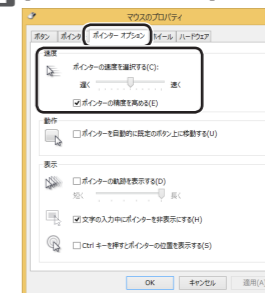 マウスのプロパティ
ボタン ポインター ポインター オプション ホイール ハードウェア
速度
ポインターの速度を選択する(C):
遅く 速く
ポインターの精度を高める(E)
動作
ポインターを自動的に既定のボタン上に移動する(U)
表示
ポインターの軌跡を表示する(D)
短く 長く
文字の入力中にポインターを非表示にする(H)
Ctrl キーを押すとポインターの位置を表示する(S)
OK キャンセル 適用(A)